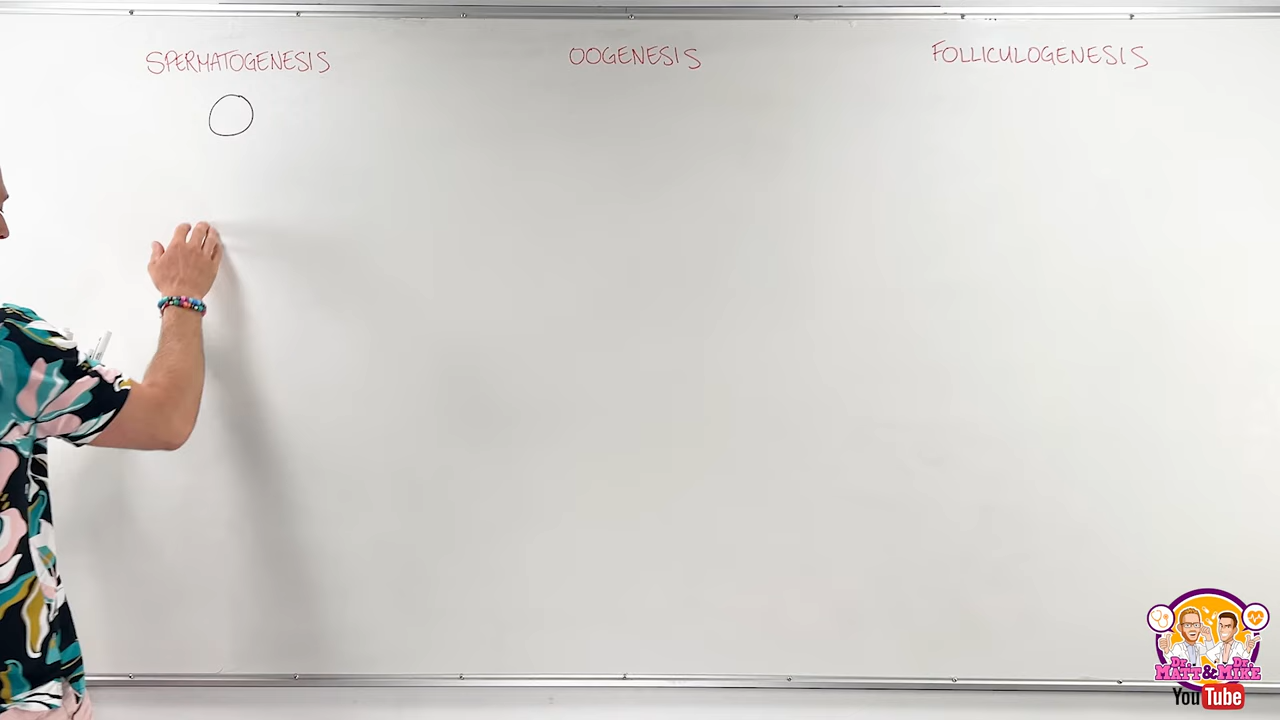 SPERMATOGENESIS
OOGENESIS
FOLLICULOGENESIS
Dr. Dr.
MATT & MIKE
YouTube